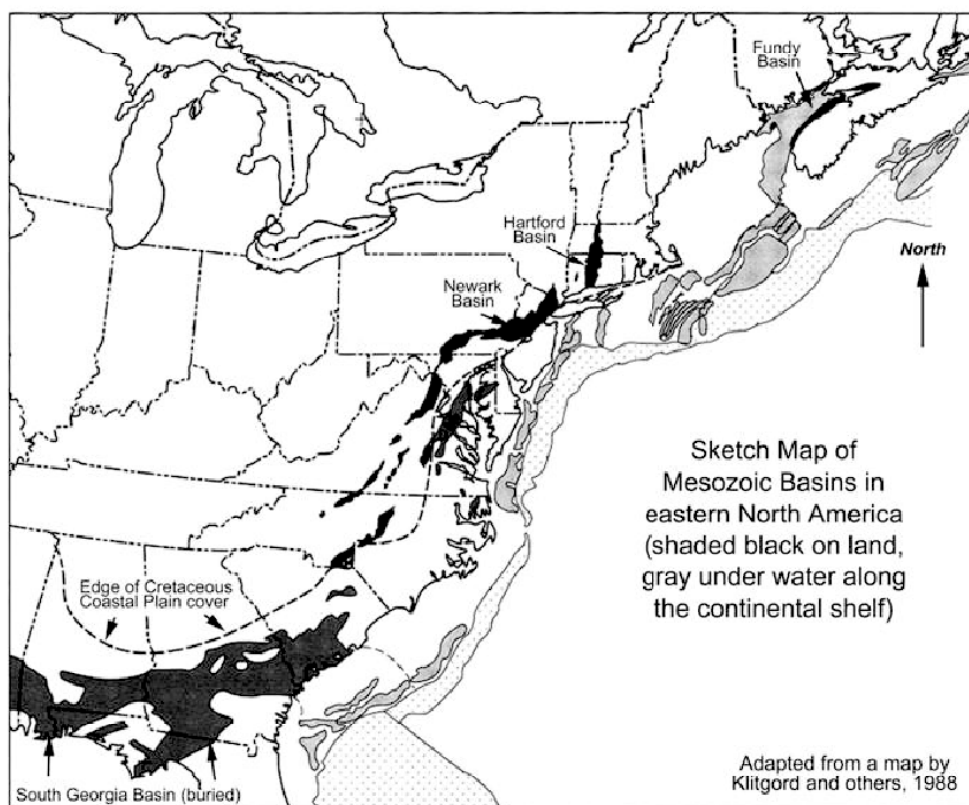 Fundy
Basin
Hartford
Basin
North
Newark
Basin
Sketch Map of
Mesozoic Basins in
eastern North America
(shaded black on land,
gray under water along
the continental shelf)
Edge of Cretaceous
Coastal Plain cover
South Georgia Basin (buried)
Adapted from a map by
Klitgord and others, 1988